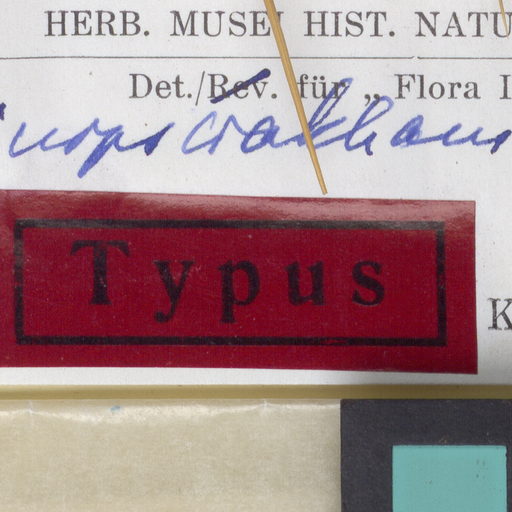 HERB. MUSEI HIST. NATU
Det./Rev. für „ Flora I
Typus
K